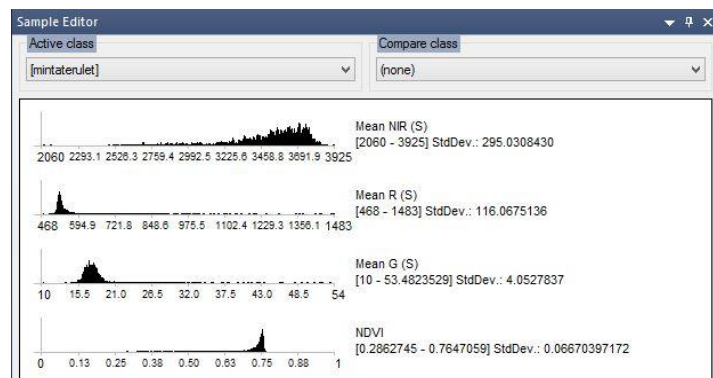 Sample Editor
Active class
Compare class
[mintaterulet]
(none)
Mean NIR (S)
[2060 - 3925] StdDev.: 295.0308430
2060 2293.1 2526.3 2759.4 2992.5 3225.6 3458.8 3691.9 3925
Mean R (S)
[468 - 1483] StdDev.: 116.0675136
468 594.9 721.8 848.6 975.5 1102.4 1229.3 1356.1 1483
Mean G (S)
[10 - 53.4823529] StdDev.: 4.0527837
10 15.5 21.0 26.5 32.0 37.5 43.0 48.5 54
NDVI
[0.2862745 - 0.7647059] StdDev.: 0.06670397172
0 0.13 0.25 0.38 0.50 0.63 0.75 0.88 1